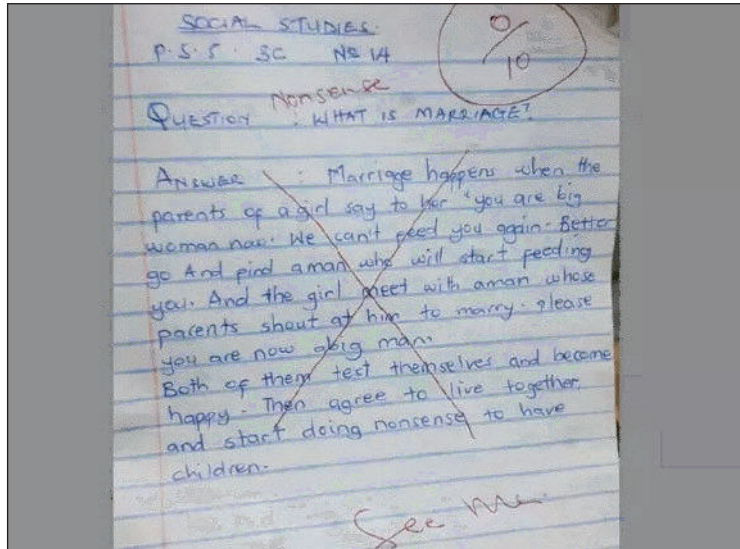 SOCIAL STUDIES.
0/10
P.S.S. 3C No 14
Nonsense
QUESTION : WHAT IS MARRIAGE?
ANSWER : Marriage happens when the
parents of a girl say to her "you are big
woman now. We can't feed you again. Better
go And find a man who will start feeding
you. And the girl meet with a man whose
parents shout at him to marry. Please
you are now a big man.
Both of them test themselves and become
happy. Then agree to live together
and start doing nonsense to have
children.
See Me